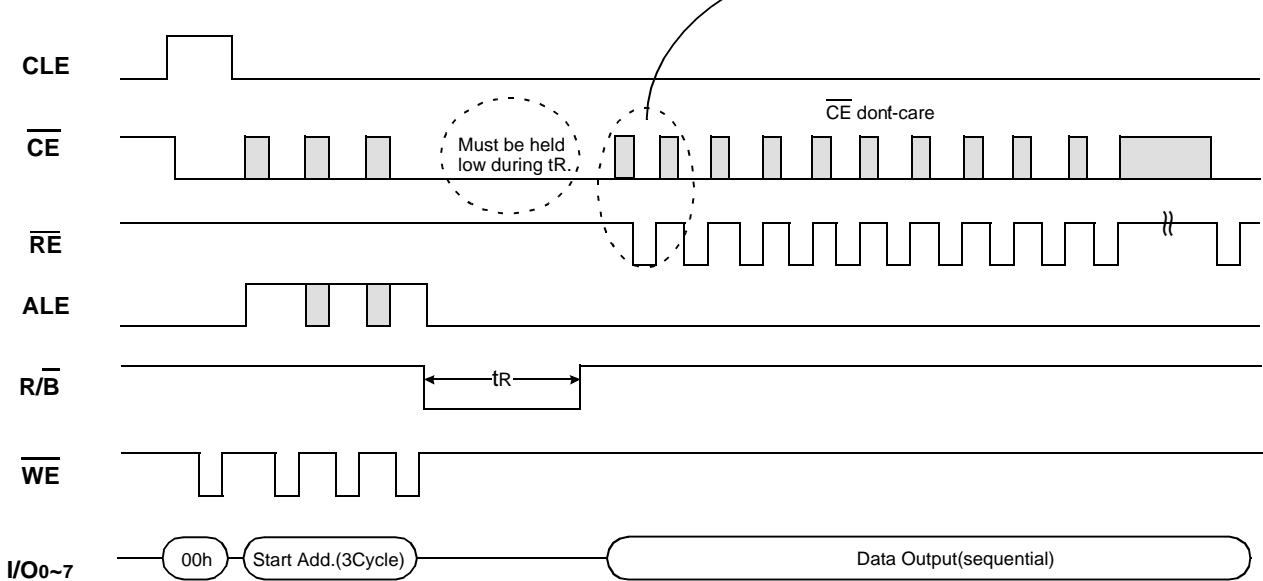 CLE
CE dont-care
CE
Must be held
low during tR.
RE
ALE
R/B
tR
WE
I/O0~7
00h
Start Add.(3Cycle)
Data Output(sequential)